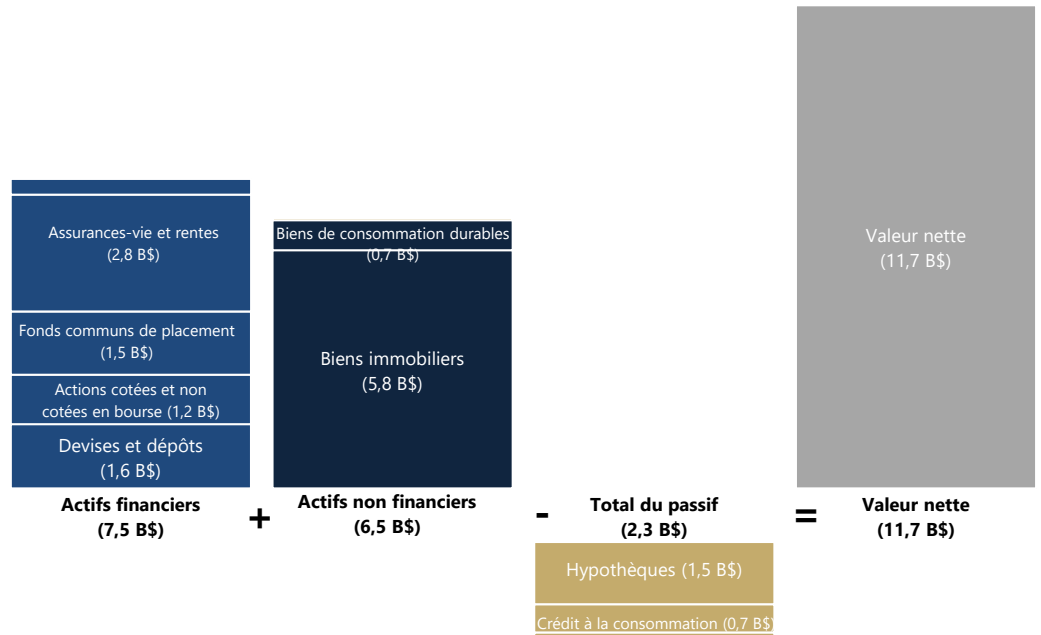 Assurances-vie et rentes
(2,8 B$)
Fonds communs de placement
(1,5 B$)
Actions cotées et non
cotées en bourse (1,2 B$)
Devises et dépôts
(1,6 B$)
Actifs financiers
(7,5 B$)
+
Biens de consommation durables
(0,7 B$)
Biens immobiliers
(5,8 B$)
Actifs non financiers
(6,5 B$)
-
Total du passif
(2,3 B$)
Hypothèques (1,5 B$)
Crédit à la consommation (0,7 B$)
=
Valeur nette
(11,7 B$)
Valeur nette
(11,7 B$)